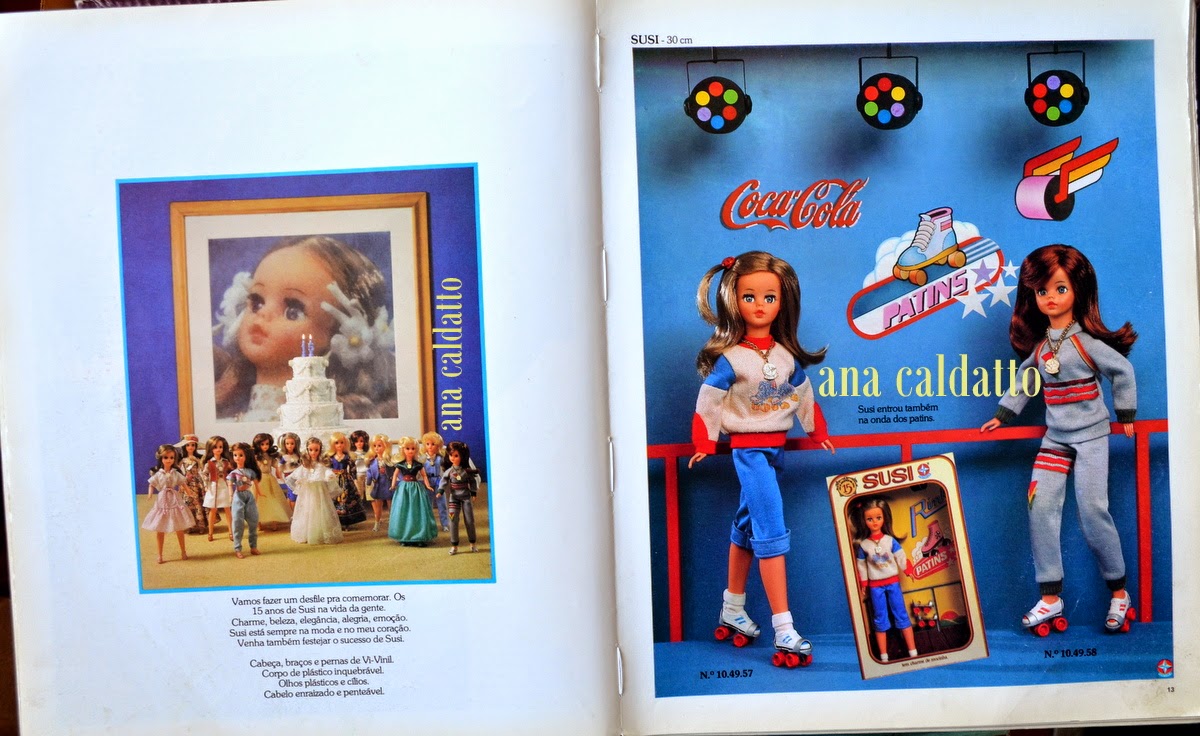 ana caldatto
Vamos fazer um desfile pra comemorar. Os
15 anos de Susi na vida da gente.
Charme, beleza, elegância, alegria, emoção.
Susi está sempre na moda e no meu coração.
Venha também festejar o sucesso de Susi.
Cabeça, braços e pernas de Vi-Vinil.
Corpo de plástico inquebrável.
Olhos plásticos e cílios.
Cabelo enraizado e penteável.
SUSI - 30 cm
Coca-Cola
PATINS
ana caldatto
Susi entrou também
na onda dos patins.
15
SUSI
PATINS
N.º 10.49.57
N.º 10.49.58
13